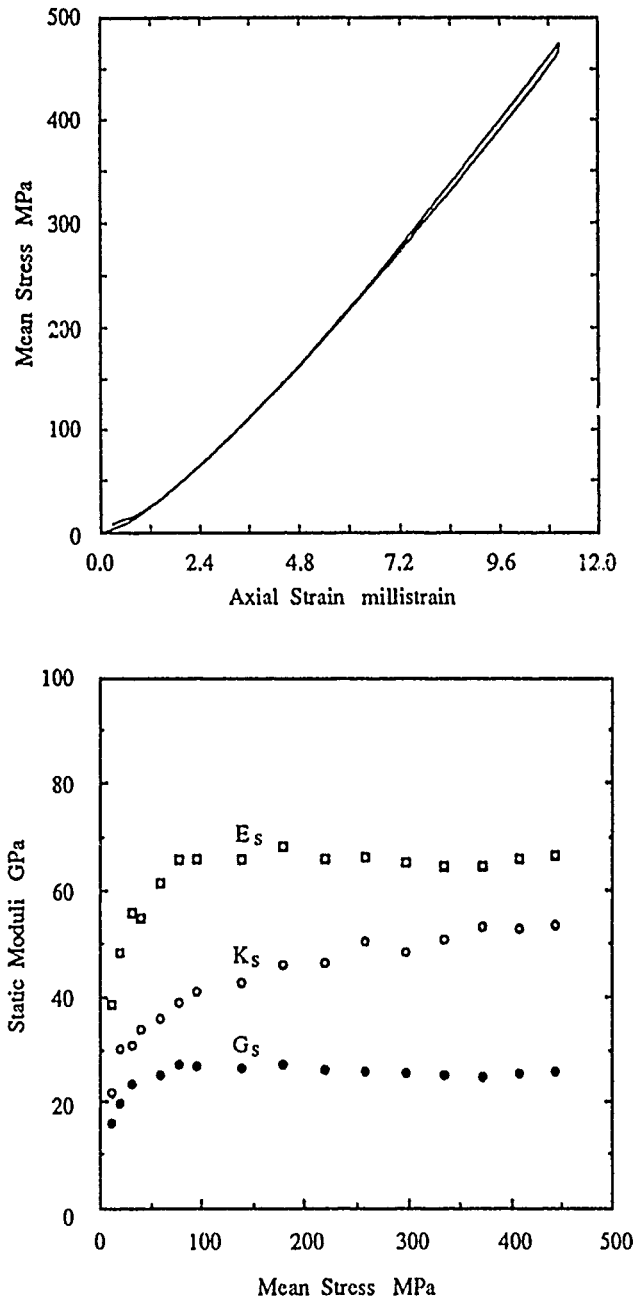 500
400
300
200
100
0
Mean Stress MPa
0.0 2.4 4.8 7.2 9.6 12.0
Axial Strain millistrain
100
80
60
40
20
0
Static Moduli GPa
Es
Ks
Gs
0 100 200 300 400 500
Mean Stress MPa